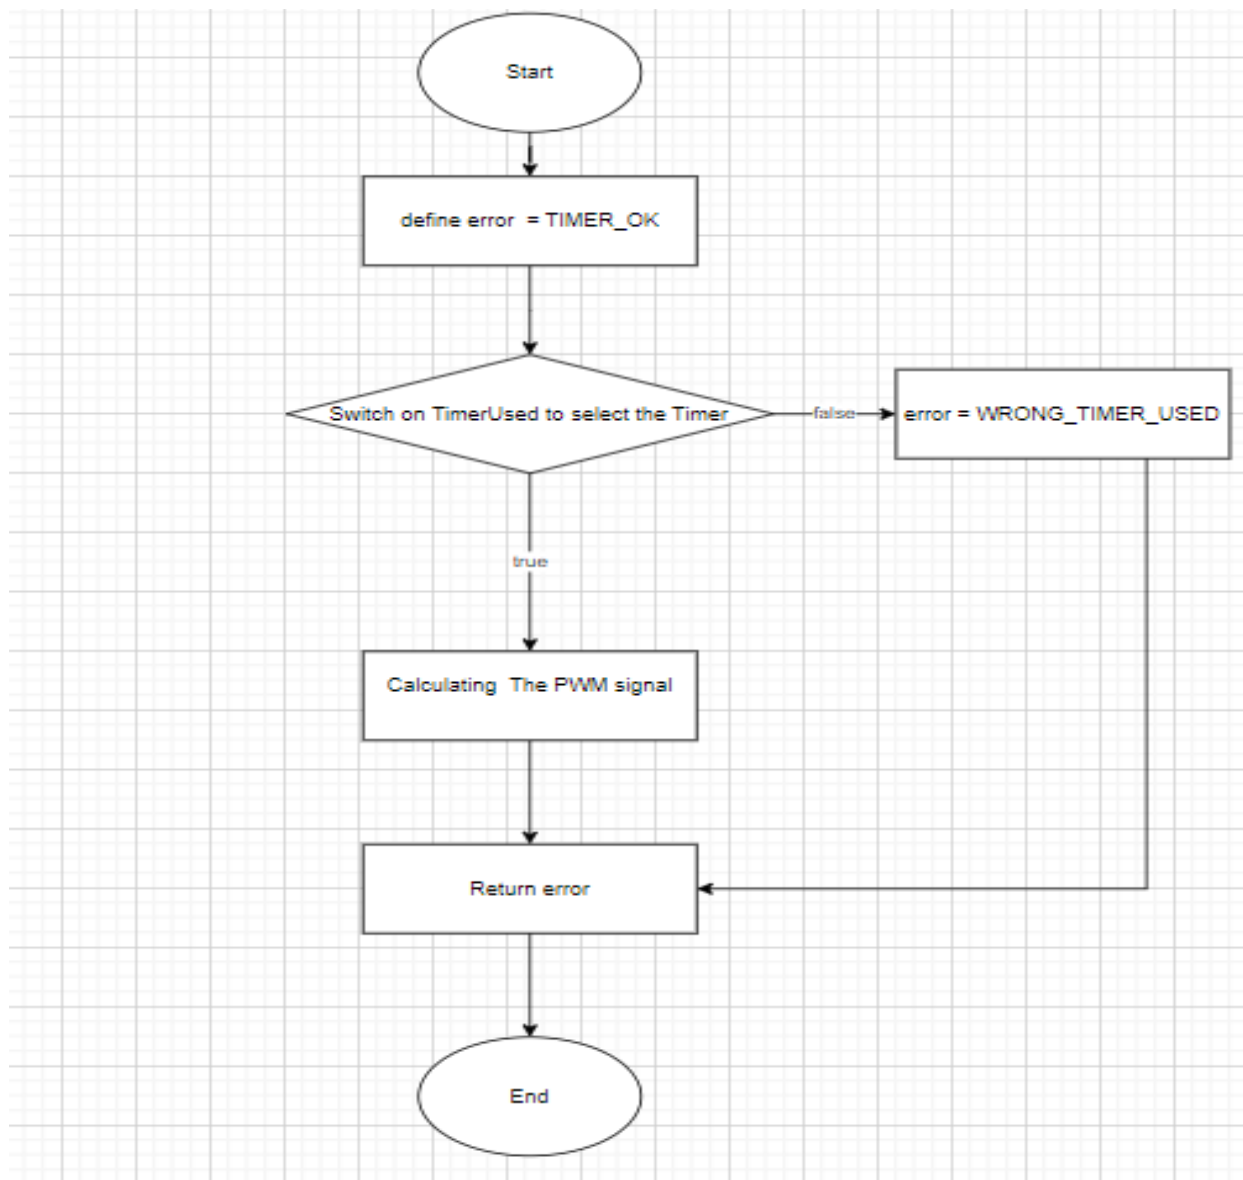 Start
define error  = TIMER_OK
Switch on TimerUsed to select the Timer
false
error = WRONG_TIMER_USED
true
Calculating  The PWM signal
Return error
End